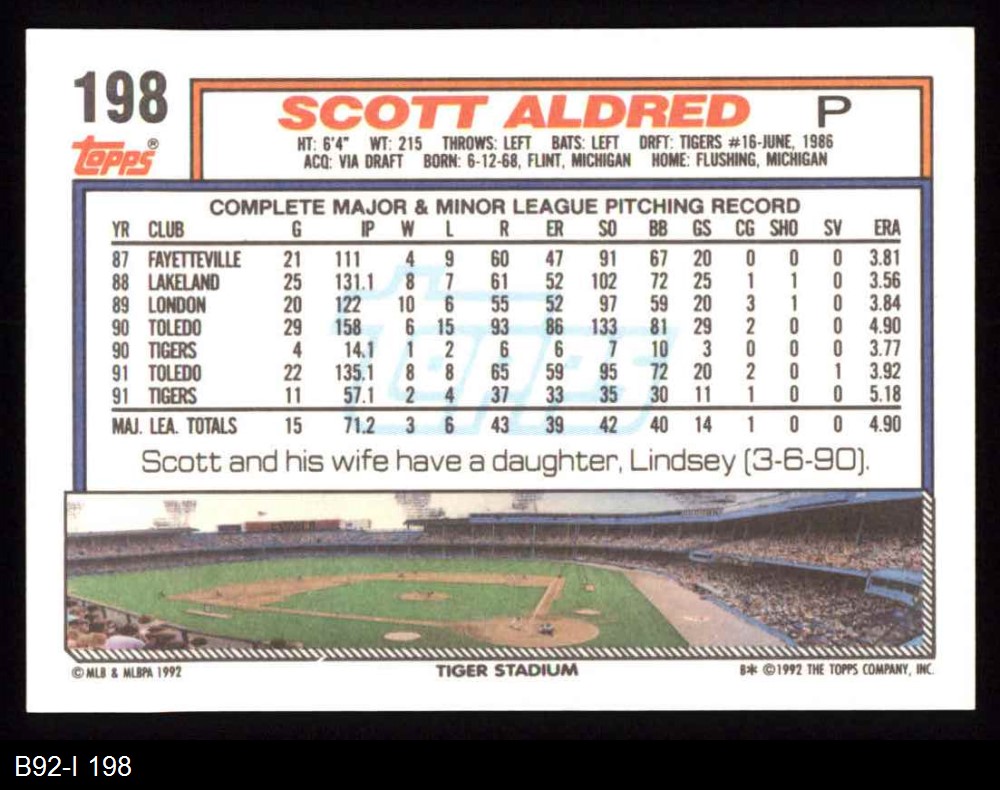 198
topps®
SCOTT ALDRED P
HT: 6'4" WT: 215 THROWS: LEFT BATS: LEFT DRFT: TIGERS #16-JUNE, 1986
ACQ: VIA DRAFT BORN: 6-12-68, FLINT, MICHIGAN HOME: FLUSHING, MICHIGAN
COMPLETE MAJOR & MINOR LEAGUE PITCHING RECORD
YR CLUB G IP W L R ER SO BB GS CG SHO SV ERA
87 FAYETTEVILLE 21 111 4 9 60 47 91 67 20 0 0 0 3.81
88 LAKELAND 25 131.1 8 7 61 52 102 72 25 1 1 0 3.56
89 LONDON 20 122 10 6 55 52 97 59 20 3 1 0 3.84
90 TOLEDO 29 158 6 15 93 86 133 81 29 2 0 0 4.90
90 TIGERS 4 14.1 1 2 6 6 7 10 3 0 0 0 3.77
91 TOLEDO 22 135.1 8 8 65 59 95 72 20 2 0 1 3.92
91 TIGERS 11 57.1 2 4 37 33 35 30 11 1 0 0 5.18
MAJ. LEA. TOTALS 15 71.2 3 6 43 39 42 40 14 1 0 0 4.90
topps
Scott and his wife have a daughter, Lindsey (3-6-90).
© MLB & MLBPA 1992 TIGER STADIUM B* ©1992 THE TOPPS COMPANY, INC.
B92-I 198